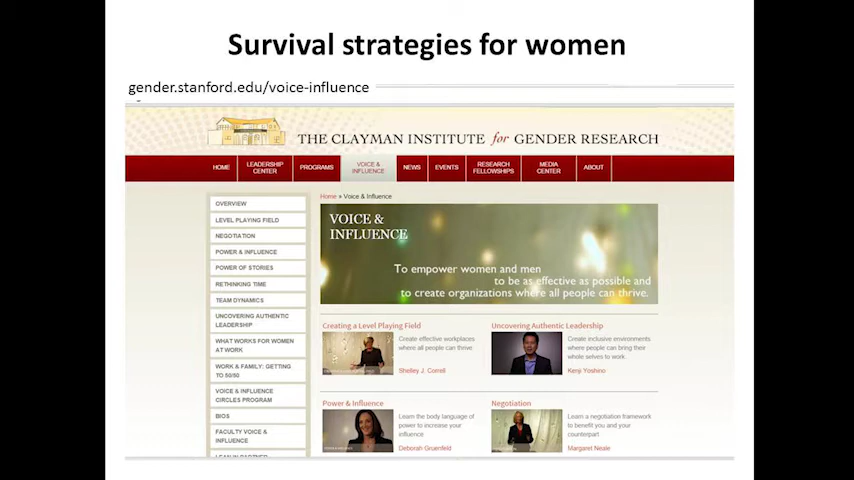 Survival strategies for women
gender.stanford.edu/voice-influence
THE CLAYMAN INSTITUTE for GENDER RESEARCH
HOME
LEADERSHIP
CENTER
PROGRAMS
VOICE &
INFLUENCE
NEWS
EVENTS
RESEARCH
FELLOWSHIPS
MEDIA
CENTER
ABOUT
OVERVIEW
LEVEL PLAYING FIELD
NEGOTIATION
POWER & INFLUENCE
POWER OF STORIES
RETHINKING TIME
TEAM DYNAMICS
UNCOVERING AUTHENTIC
LEADERSHIP
WHAT WORKS FOR WOMEN
AT WORK
WORK & FAMILY: GETTING
TO 50/50
VOICE & INFLUENCE
CIRCLES PROGRAM
BIOS
FACULTY VOICE &
INFLUENCE
LEAN IN PARTNER
Home » Voice & Influence
VOICE &
INFLUENCE
To empower women and men
to be as effective as possible and
to create organizations where all people can thrive.
Creating a Level Playing Field
Create effective workplaces
where all people can thrive
Shelley J. Correll
Uncovering Authentic Leadership
Create inclusive environments
where people can bring their
whole selves to work.
Kenji Yoshino
Power & Influence
Learn the body language of
power to increase your
influence
Deborah Gruenfeld
Negotiation
Learn a negotiation framework
to benefit you and your
counterpart
Margaret Neale